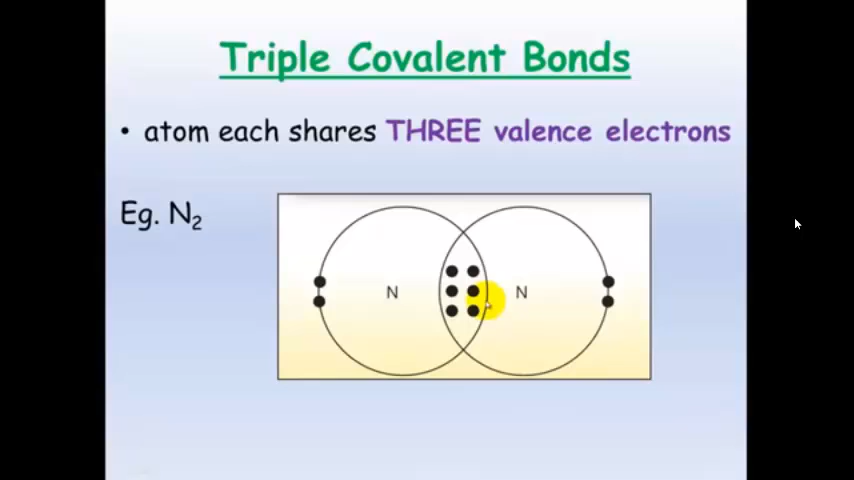 Triple Covalent Bonds
• atom each shares THREE valence electrons
Eg. N₂
N N